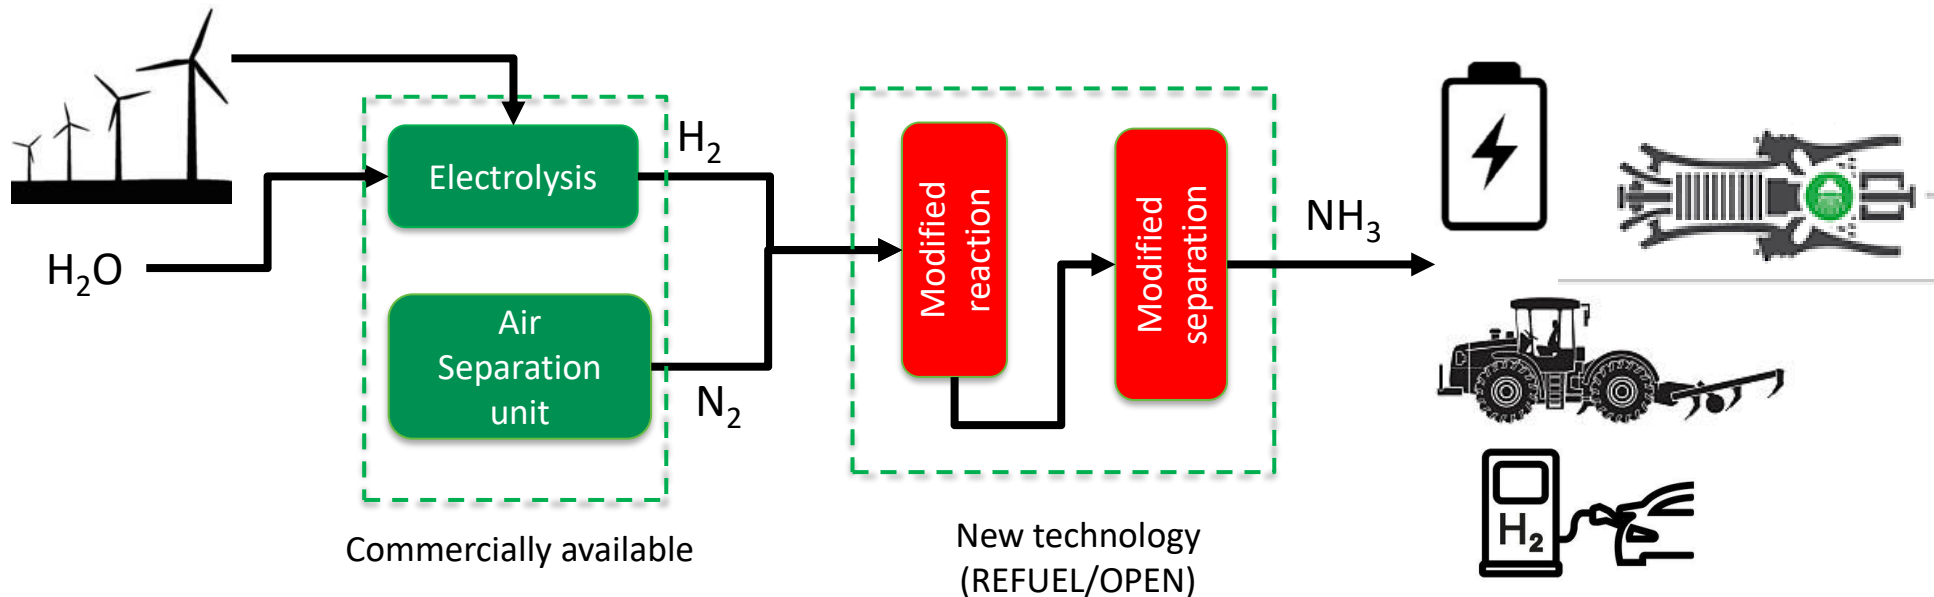 H₂O
Electrolysis
Air
Separation
unit
H₂
N₂
Commercially available
Modified
reaction
Modified
separation
New technology
(REFUEL/OPEN)
NH₃
H₂